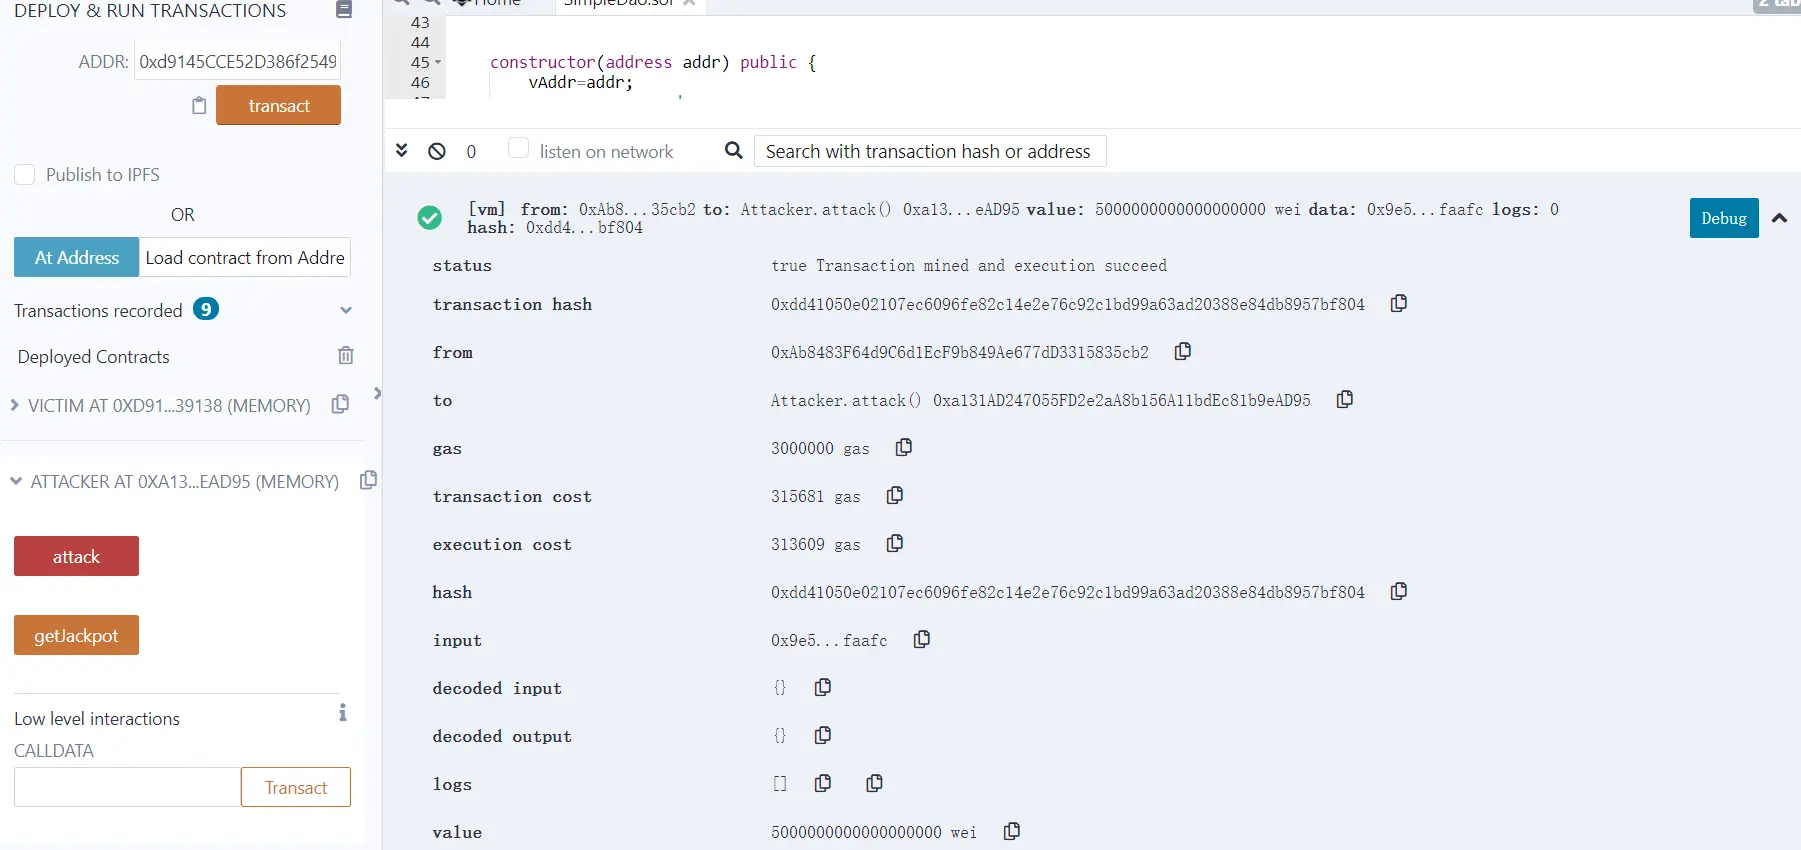 DEPLOY & RUN TRANSACTIONS
ADDR: 0xd9145CCE52D386f2549
transact
Publish to IPFS
OR
At Address Load contract from Addre
Transactions recorded 9
Deployed Contracts
VICTIM AT 0XD91...39138 (MEMORY)
ATTACKER AT 0XA13...EAD95 (MEMORY)
attack
getJackpot
Low level interactions
CALLDATA
Transact
Home SimpleDao.sol
43
44
45 constructor(address addr) public {
46 vAddr=addr;
0 listen on network Search with transaction hash or address
[vm] from: 0xAb8...35cb2 to: Attacker.attack() 0xa13...eAD95 value: 5000000000000000000 wei data: 0x9e5...faafc logs: 0
hash: 0xdd4...bf804
Debug
status true Transaction mined and execution succeed
transaction hash 0xdd41050e02107ec6096fe82c14e2e76c92c1bd99a63ad20388e84db8957bf804
from 0xAb8483F64d9C6d1EcF9b849Ae677dD3315835cb2
to Attacker.attack() 0xa131AD247055FD2e2aA8b156A11bdEc81b9eAD95
gas 3000000 gas
transaction cost 315681 gas
execution cost 313609 gas
hash 0xdd41050e02107ec6096fe82c14e2e76c92c1bd99a63ad20388e84db8957bf804
input 0x9e5...faafc
decoded input {}
decoded output {}
logs []
value 5000000000000000000 wei